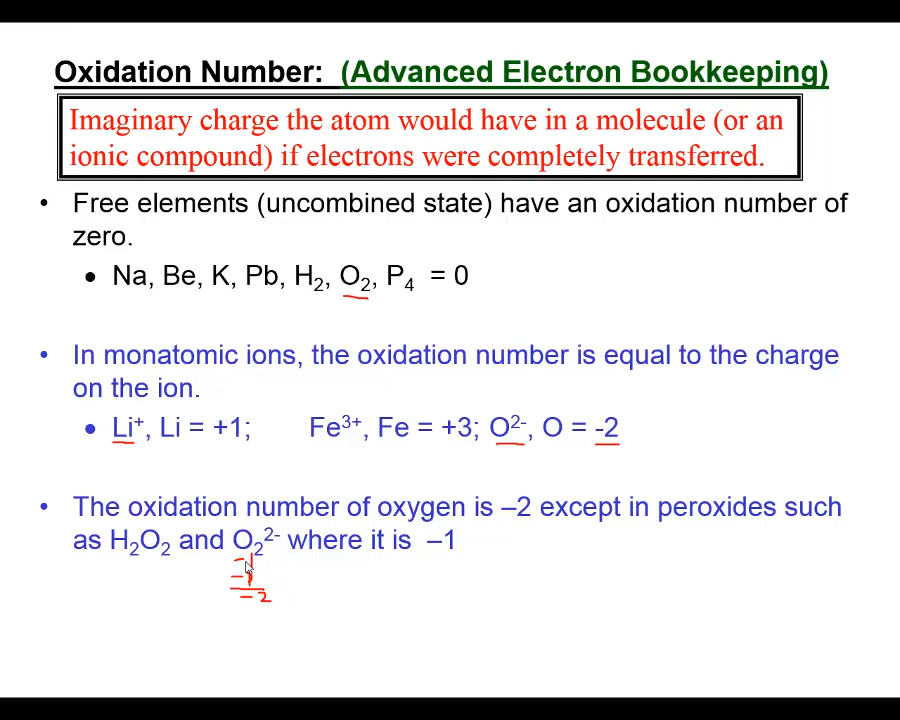 Oxidation Number: (Advanced Electron Bookkeeping)
Imaginary charge the atom would have in a molecule (or an
ionic compound) if electrons were completely transferred.
• Free elements (uncombined state) have an oxidation number of
zero.
• Na, Be, K, Pb, H₂, O₂, P₄ = 0
• In monatomic ions, the oxidation number is equal to the charge
on the ion.
• Li⁺, Li = +1; Fe³⁺, Fe = +3; O²⁻, O = -2
• The oxidation number of oxygen is –2 except in peroxides such
as H₂O₂ and O₂²⁻ where it is –1
-1
-1
-2